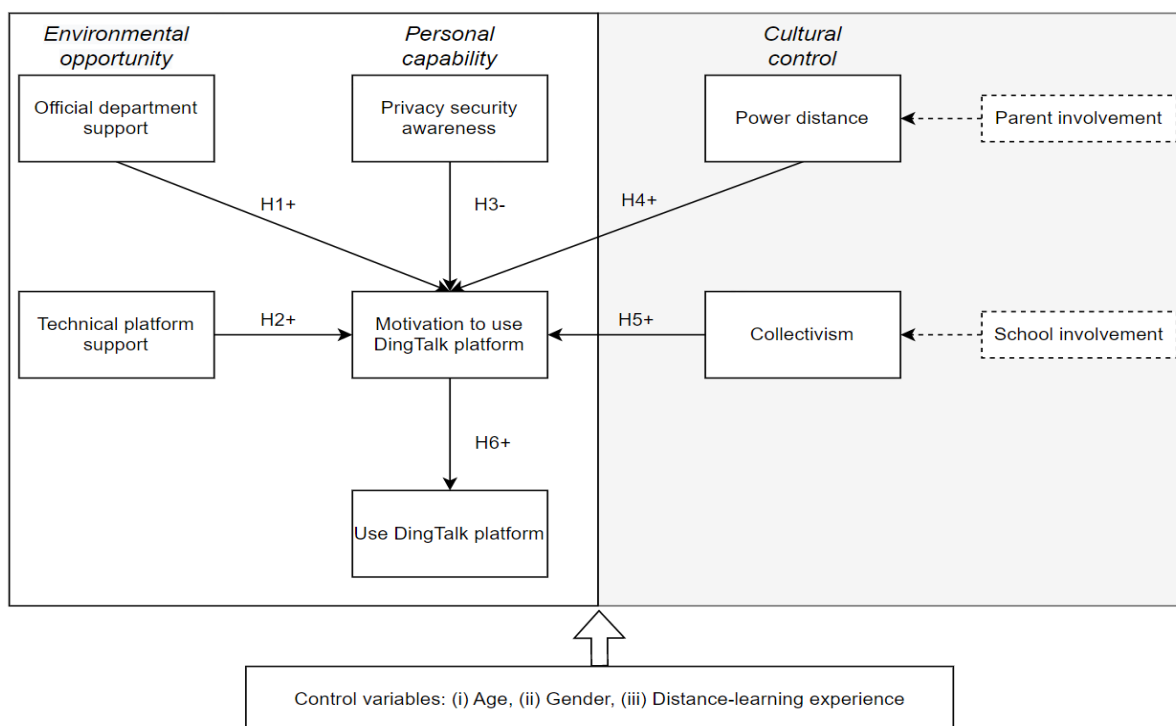 Environmental
opportunity
Personal
capability
Cultural
control
Official department
support
Privacy security
awareness
Power distance
Parent involvement
H1+
H3-
H4+
Technical platform
support
H2+
Motivation to use
DingTalk platform
H5+
Collectivism
School involvement
H6+
Use DingTalk platform
Control variables: (i) Age, (ii) Gender, (iii) Distance-learning experience